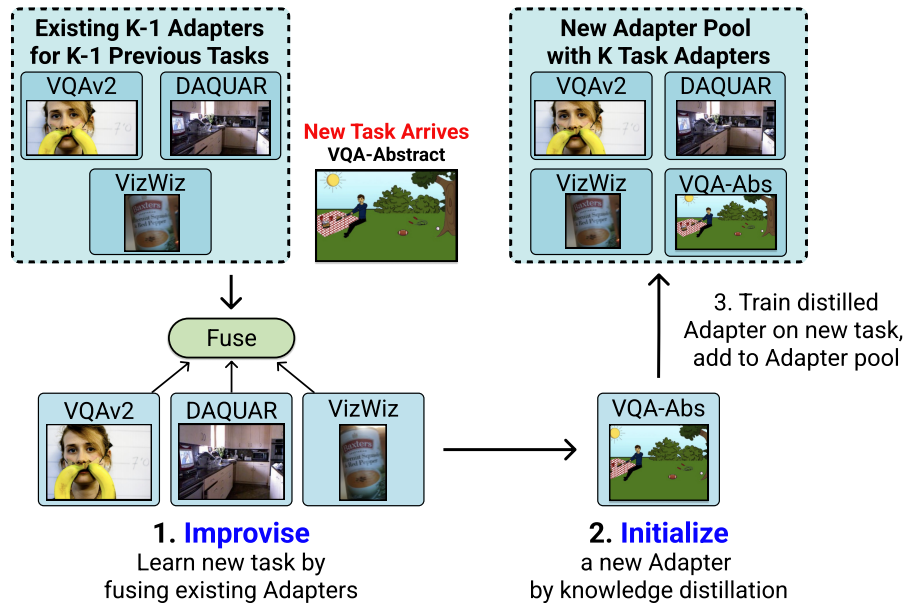 Existing K-1 Adapters
for K-1 Previous Tasks
VQAv2
DAQUAR
VizWiz
New Task Arrives
VQA-Abstract
New Adapter Pool
with K Task Adapters
VQAv2
DAQUAR
VizWiz
VQA-Abs
Fuse
VQAv2
DAQUAR
VizWiz
1. Improvise
Learn new task by
fusing existing Adapters
VQA-Abs
2. Initialize
a new Adapter
by knowledge distillation
3. Train distilled
Adapter on new task,
add to Adapter pool